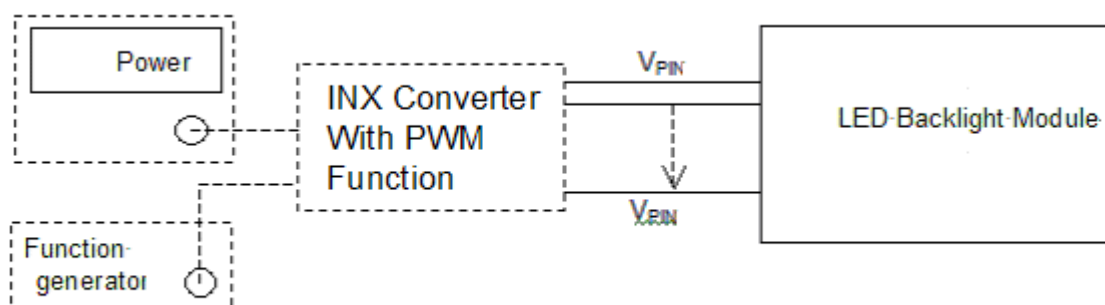 Power
INX Converter
With PWM
Function
VPIN
VPIN
LED-Backlight-Module
Function-
generator